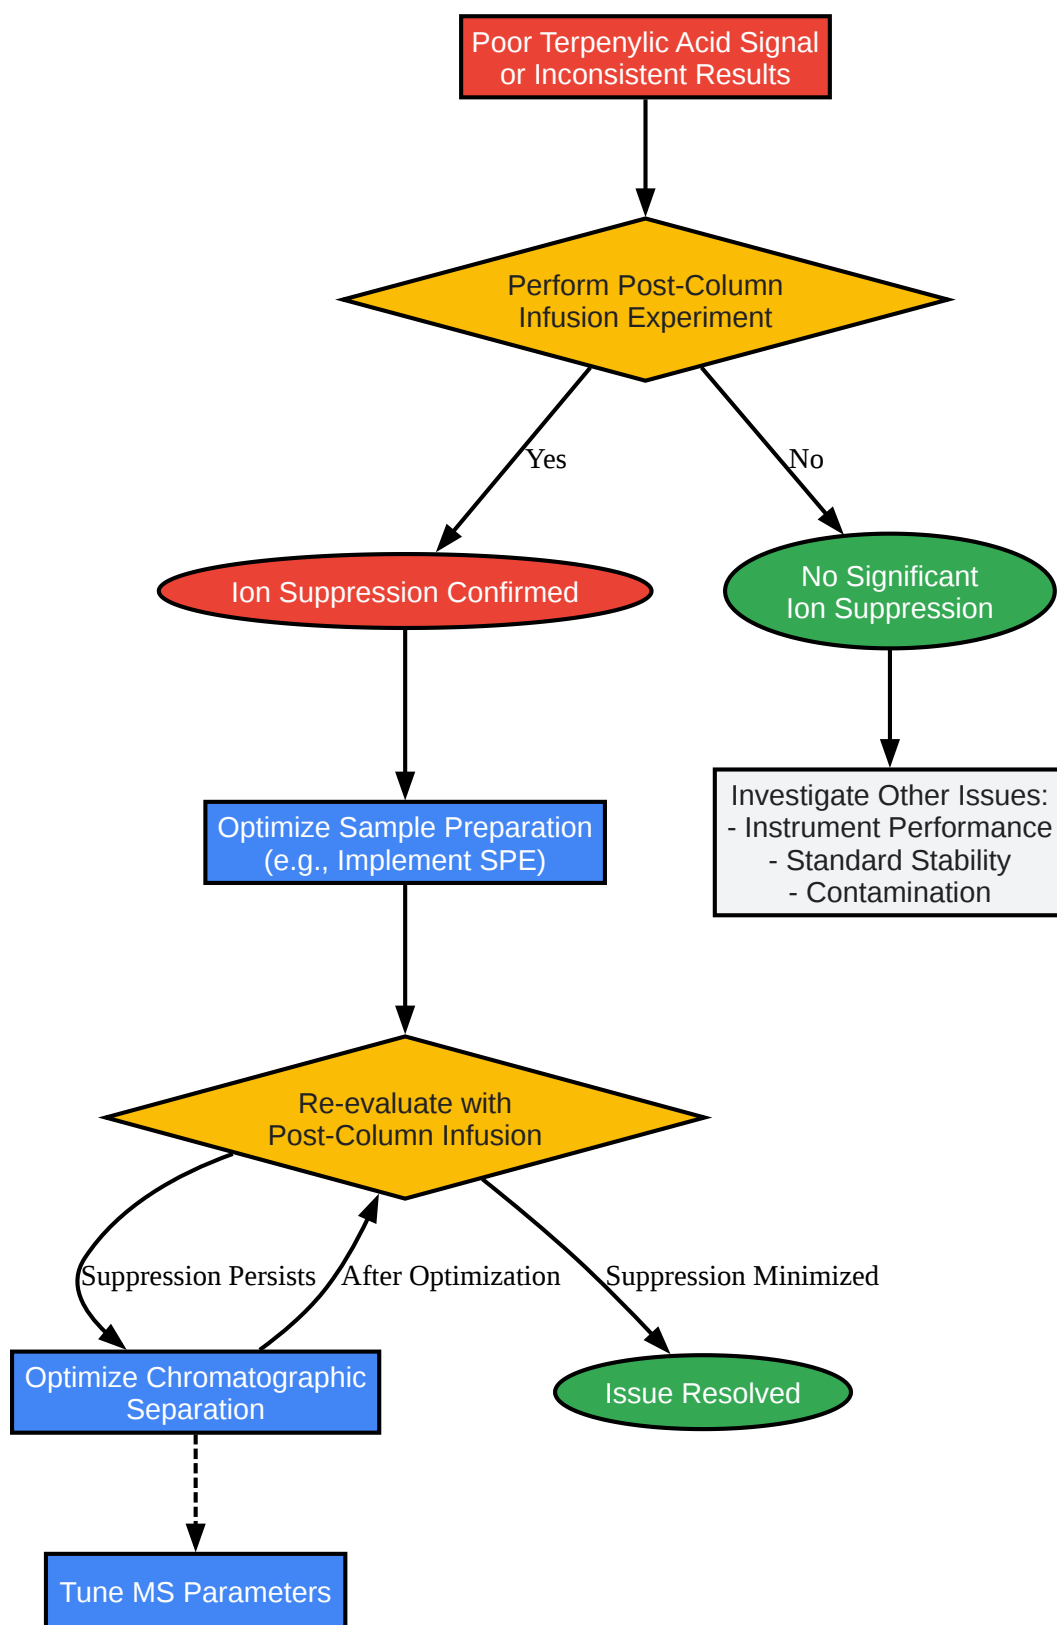 Poor Terpenylic Acid Signal
or Inconsistent Results
Perform Post-Column
Infusion Experiment
Yes
No
Ion Suppression Confirmed
No Significant
Ion Suppression
Optimize Sample Preparation
(e.g., Implement SPE)
Investigate Other Issues:
- Instrument Performance
- Standard Stability
- Contamination
Re-evaluate with
Post-Column Infusion
Suppression Persists
After Optimization
Suppression Minimized
Optimize Chromatographic
Separation
Issue Resolved
Tune MS Parameters